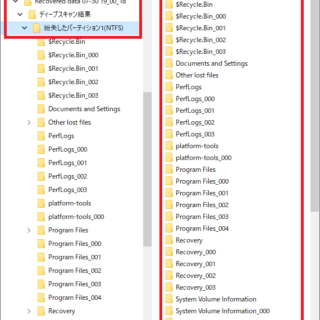 Recovered data 07-30 19_00_18
ディープスキャン結果
紛失したパーティション1(NTFS)
$Recycle.Bin
$Recycle.Bin_000
$Recycle.Bin_001
$Recycle.Bin_002
$Recycle.Bin_003
Documents and Settings
Other lost files
PerfLogs
PerfLogs_000
PerfLogs_001
PerfLogs_002
PerfLogs_003
platform-tools
platform-tools_000
Program Files
Program Files_000
Program Files_001
Program Files_002
Program Files_003
Program Files_004
Recovery
$Recycle.Bin
$Recycle.Bin_000
$Recycle.Bin_001
$Recycle.Bin_002
$Recycle.Bin_003
Documents and Settings
Other lost files
PerfLogs
PerfLogs_000
PerfLogs_001
PerfLogs_002
PerfLogs_003
platform-tools
platform-tools_000
Program Files
Program Files_000
Program Files_001
Program Files_002
Program Files_003
Program Files_004
Recovery
Recovery_000
Recovery_001
Recovery_002
Recovery_003
System Volume Information
System Volume Information_000